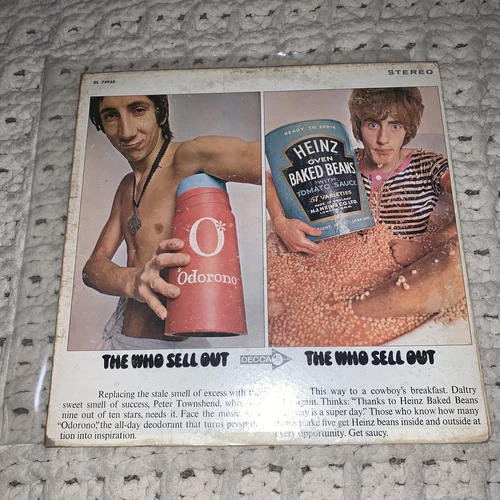 DL 74950
STEREO
O
Odorono
READY TO SERVE
HEINZ
OVEN
BAKED BEANS
WITH
TOMATO SAUCE
57 VARIETIES
THE WHO SELL OUT
DECCA
THE WHO SELL OUT
Replacing the stale smell of excess with the
sweet smell of success, Peter Townshend, who,
nine out of ten stars, needs it. Face the music
"Odorono," the all-day deodorant that turns
tion into inspiration.
This way to a cowboy's breakfast. Daltry
again. Thinks: "Thanks to Heinz Baked Beans
day is a super day." Those who know how many
make five get Heinz beans inside and outside at
every opportunity. Get saucy.